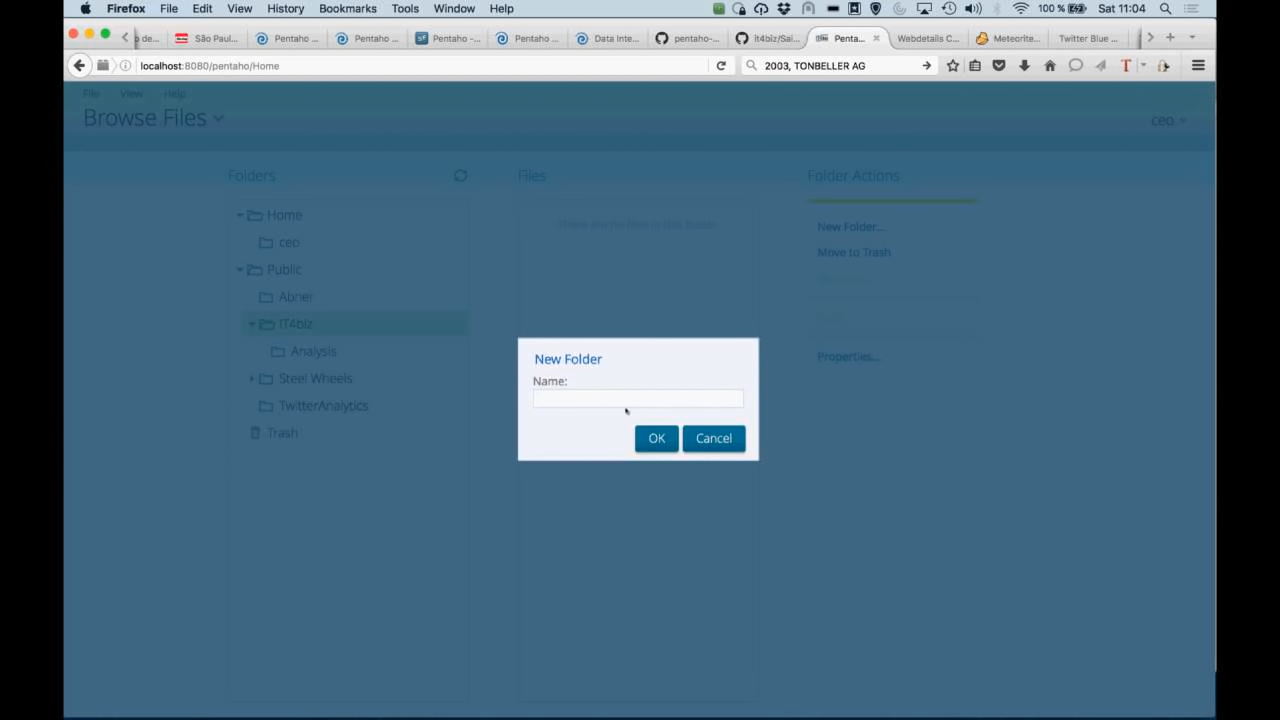 Firefox File Edit View History Bookmarks Tools Window Help 100 % Sat 11:04
de... São Paul... Pentaho ... Pentaho ... Pentaho -... Pentaho ... Data Inte... pentaho-... it4biz/Sai... Penta... Webdetails C... Meteorite... Twitter Blue ...
localhost:8080/pentaho/Home 2003, TONBELLER AG
File View Help
Browse Files ceo
Folders Files Folder Actions
Home
There are no files in this folder.
New Folder...
ceo
Move to Trash
Public
Abner
IT4biz
Analysis
Properties...
Steel Wheels
TwitterAnalytics
Trash
New Folder
Name:
OK Cancel